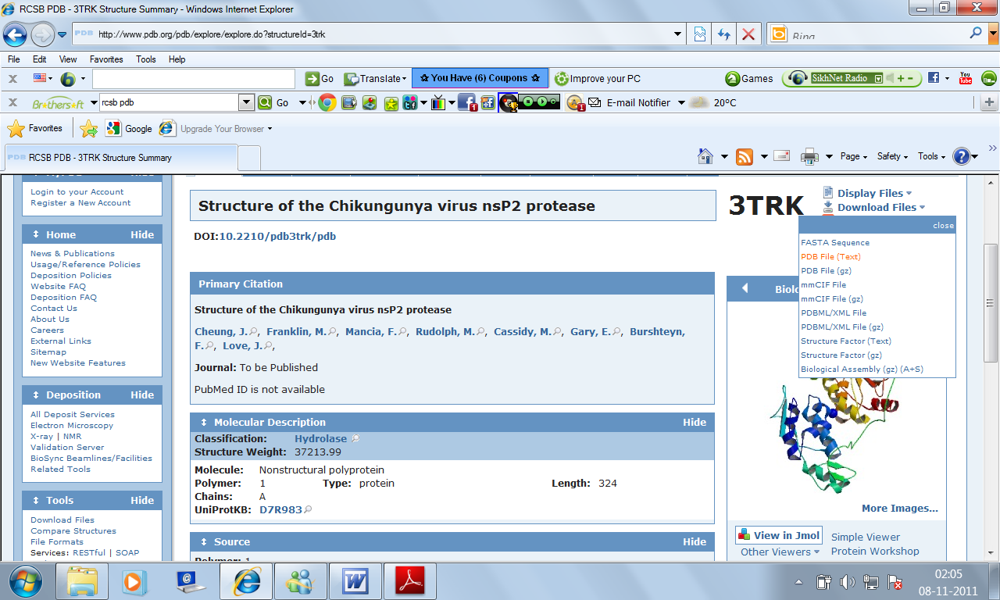 RCSB PDB - 3TRK Structure Summary - Windows Internet Explorer
PDB http://www.pdb.org/pdb/explore/explore.do?structureId=3trk
Bing
File Edit View Favorites Tools Help
X Go Translate ☆ You Have (6) Coupons ☆ Improve your PC Games SikhNet Radio You Tube
X Brothersoft rcsb pdb Go 1 1 E-mail Notifier 20ºC
Favorites Google Upgrade Your Browser
PDB RCSB PDB - 3TRK Structure Summary
Page Safety Tools
Login to your Account
Register a New Account
Home Hide
News & Publications
Usage/Reference Policies
Deposition Policies
Website FAQ
Deposition FAQ
Contact Us
About Us
Careers
External Links
Sitemap
New Website Features
Deposition Hide
All Deposit Services
Electron Microscopy
X-ray | NMR
Validation Server
BioSync Beamlines/Facilities
Related Tools
Tools Hide
Download Files
Compare Structures
File Formats
Services: RESTful | SOAP
Structure of the Chikungunya virus nsP2 protease
DOI:10.2210/pdb3trk/pdb
Primary Citation
Structure of the Chikungunya virus nsP2 protease
Cheung, J., Franklin, M., Mancia, F., Rudolph, M., Cassidy, M., Gary, E., Burshteyn,
F., Love, J.,
Journal: To be Published
PubMed ID is not available
Molecular Description Hide
Classification: Hydrolase
Structure Weight: 37213.99
Molecule: Nonstructural polyprotein
Polymer: 1 Type: protein Length: 324
Chains: A
UniProtKB: D7R983
Source Hide
Polymer: 1
3TRK
Display Files
Download Files
close
FASTA Sequence
PDB File (Text)
PDB File (gz)
mmCIF File
mmCIF File (gz)
PDBML/XML File
PDBML/XML File (gz)
Structure Factor (Text)
Structure Factor (gz)
Biological Assembly (gz) (A+S)
More Images...
View in Jmol Simple Viewer
Other Viewers Protein Workshop
02:05
08-11-2011